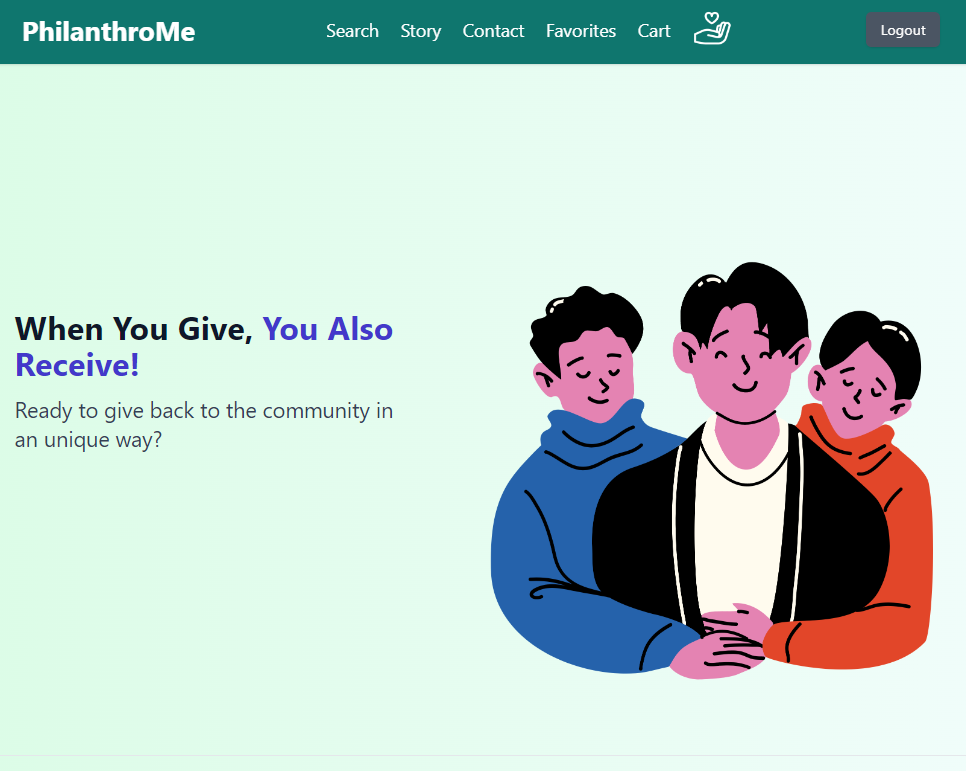 PhilanthroMe
Search Story Contact Favorites Cart
Logout
When You Give, You Also
Receive!
Ready to give back to the community in
an unique way?